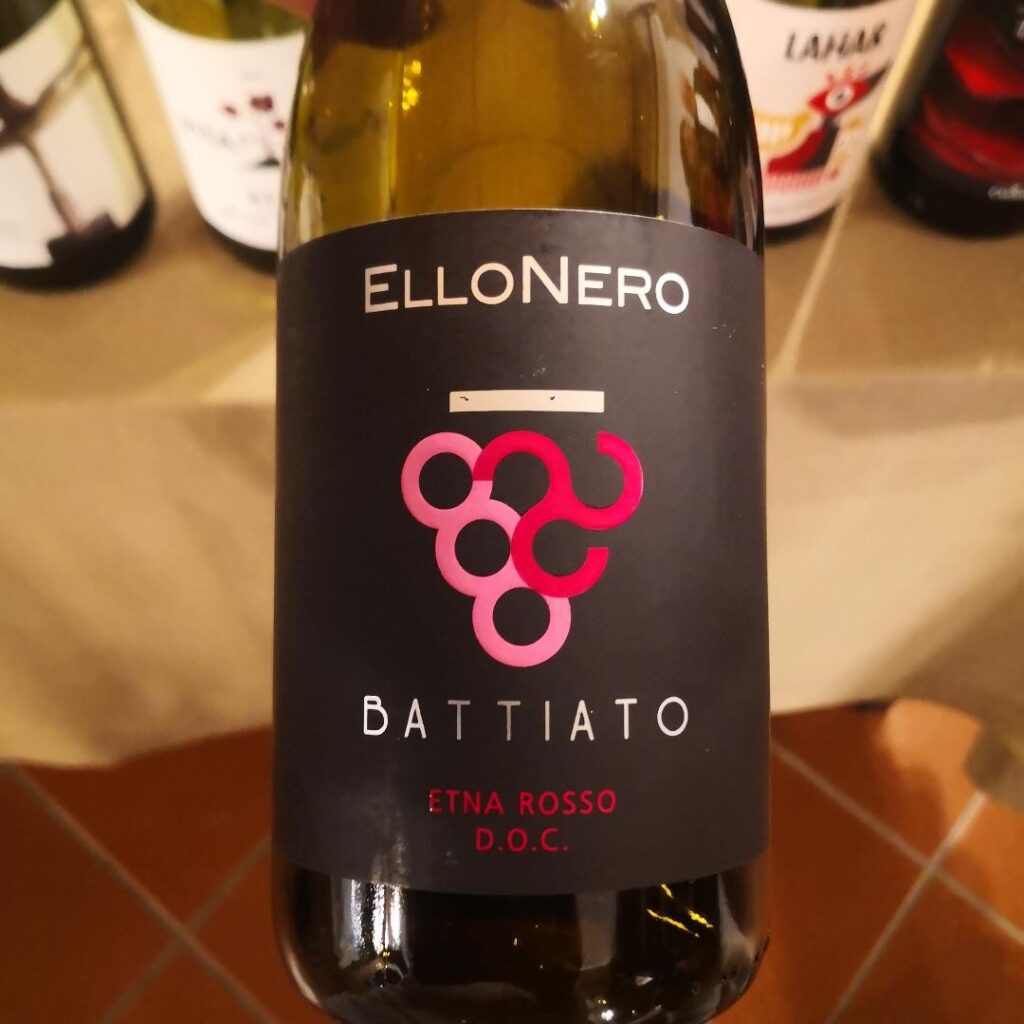 LAHAR
ELLONERO
BATTIATO
ETNA ROSSO
D.O.C.